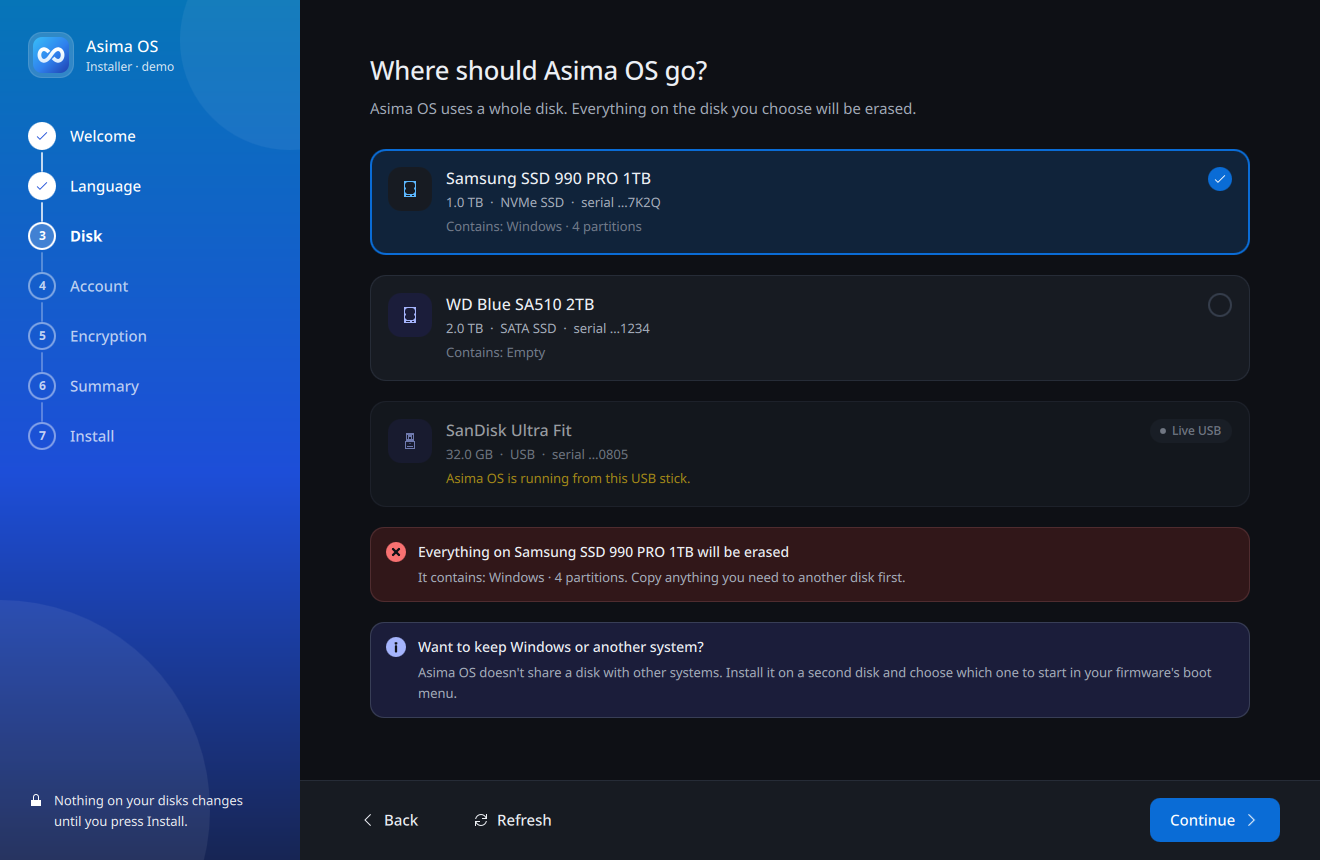 Asima OS
Installer · demo
Welcome
Language
3
Disk
4
Account
5
Encryption
6
Summary
7
Install
Nothing on your disks changes
until you press Install.
Where should Asima OS go?
Asima OS uses a whole disk. Everything on the disk you choose will be erased.
Samsung SSD 990 PRO 1TB
1.0 TB · NVMe SSD · serial ...7K2Q
Contains: Windows · 4 partitions
WD Blue SA510 2TB
2.0 TB · SATA SSD · serial ...1234
Contains: Empty
SanDisk Ultra Fit
Live USB
32.0 GB · USB · serial ...0805
Asima OS is running from this USB stick.
Everything on Samsung SSD 990 PRO 1TB will be erased
It contains: Windows · 4 partitions. Copy anything you need to another disk first.
Want to keep Windows or another system?
Asima OS doesn't share a disk with other systems. Install it on a second disk and choose which one to start in your firmware's boot
menu.
Back
Refresh
Continue